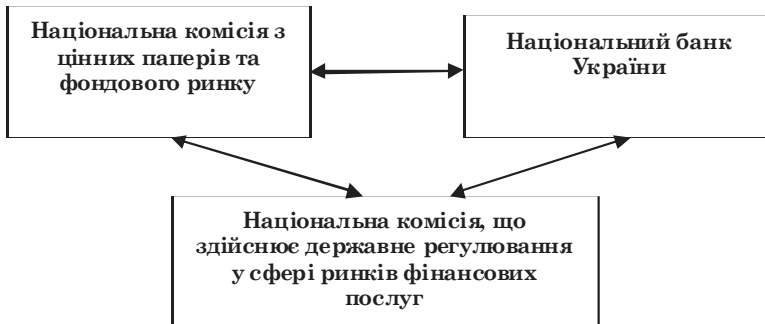 Національна комісія з
цінних паперів та
фондового ринку
Національний банк
України
Національна комісія, що
здійснює державне регулювання
у сфері ринків фінансових
послуг